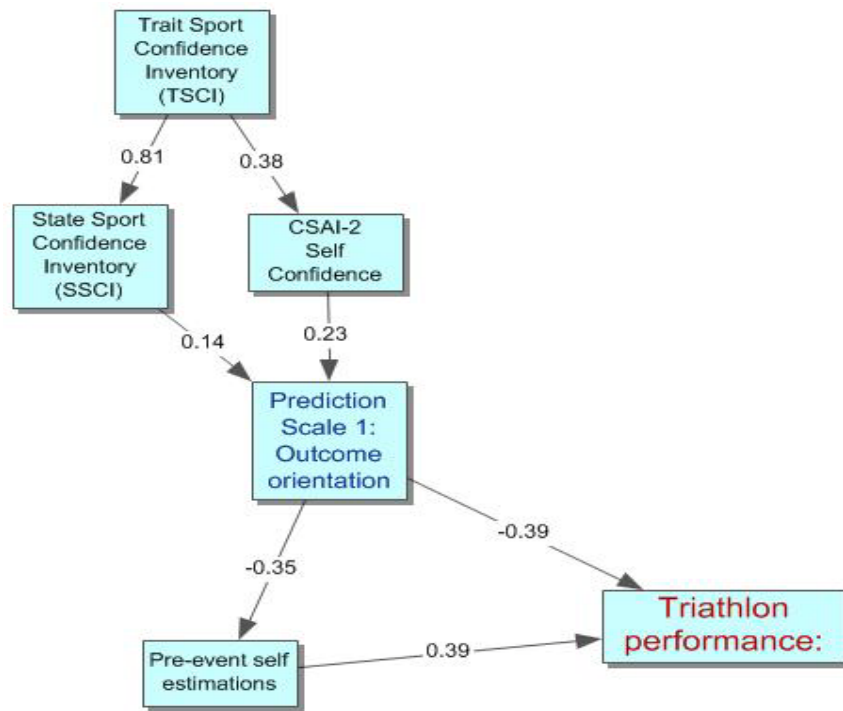 Trait Sport
Confidence
Inventory
(TSCI)
0.81
0.38
State Sport
Confidence
Inventory
(SSCI)
CSAI-2
Self
Confidence
0.14
0.23
Prediction
Scale 1:
Outcome
orientation
-0.35
-0.39
Pre-event self
estimations
0.39
Triathlon
performance: